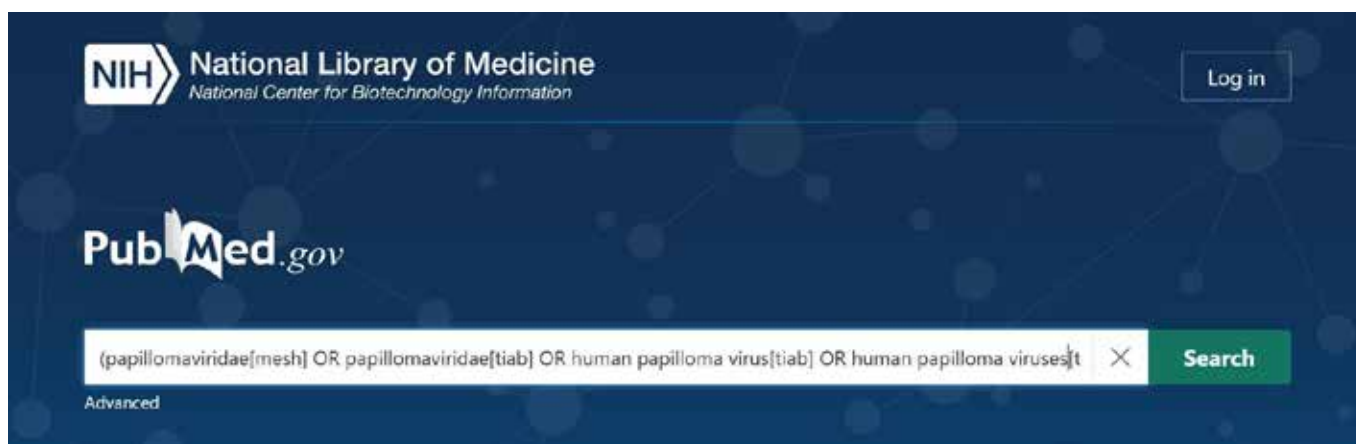 NIH National Library of Medicine
National Center for Biotechnology Information
Log in
PubMed.gov
(papillomaviridae[mesh] OR papillomaviridae[tiab] OR human papilloma virus[tiab] OR human papilloma viruses[t
Search
Advanced